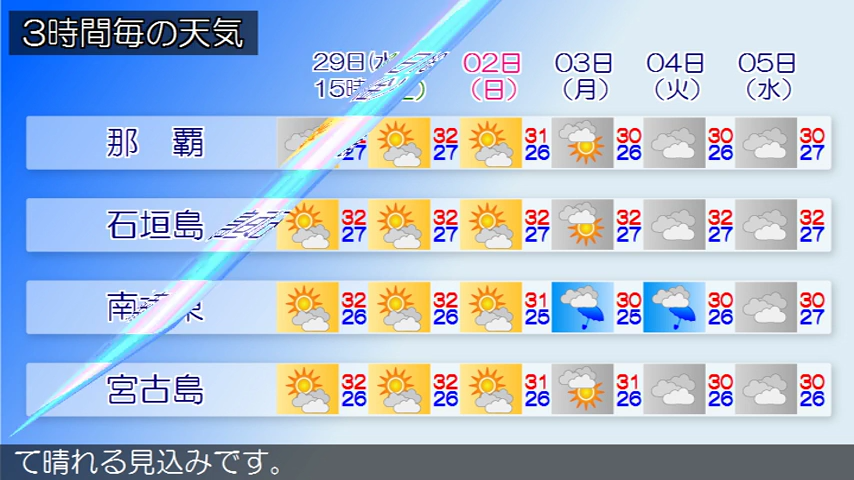 3時間毎の天気
29日(水 02日 03日 04日 05日
15時 (日) (月) (火) (水)
那覇 27 32 27 31 26 30 26 30 26 30 27
石垣島 32 27 32 27 32 27 32 27 32 27 32 27
南 32 26 32 26 31 25 30 25 30 26 30 27
宮古島 32 26 32 26 31 26 31 26 30 26 30 26
て晴れる見込みです。